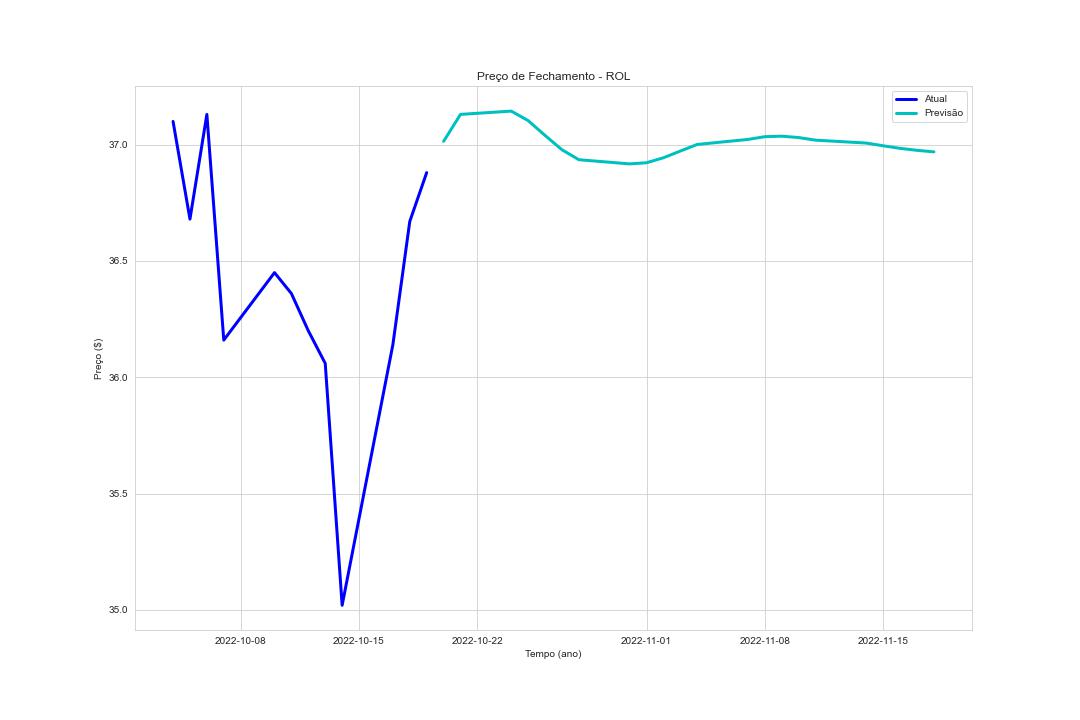 Preço de Fechamento - ROL
Atual
Previsão
37.0
36.5
36.0
35.5
35.0
Preço ($)
2022-10-08
2022-10-15
2022-10-22
2022-11-01
2022-11-08
2022-11-15
Tempo (ano)